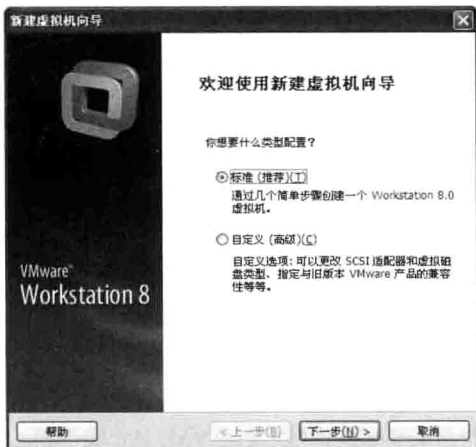 新建虚拟机向导
欢迎使用新建虚拟机向导
你想要什么类型配置？
标准 (推荐)(T)
通过几个简单步骤创建一个 Workstation 8.0
虚拟机。
自定义 (高级)(C)
自定义选项: 可以更改 SCSI 适配器和虚拟磁
盘类型、指定与旧版本 VMware 产品的兼容
性等等。
VMware™
Workstation 8
帮助
< 上一步(B)
下一步(N) >
取消